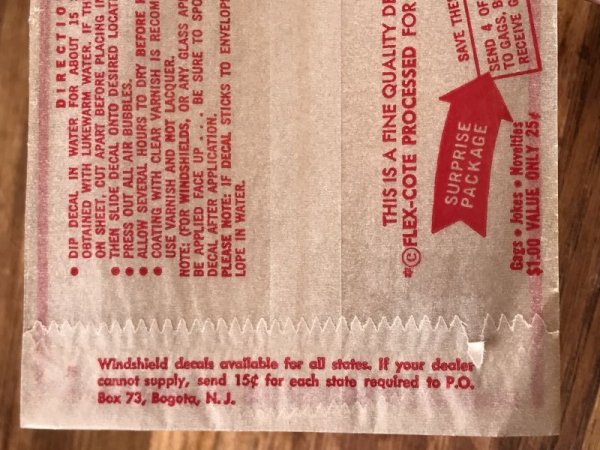 DIRECTIO
• DIP DECAL IN WATER FOR ABOUT 15
OBTAINED WITH LUKEWARM WATER. IF TH
ON SHEET, CUT APART BEFORE PLACING IN
• THEN SLIDE DECAL ONTO DESIRED LOCATI
• PRESS OUT ALL AIR BUBBLES.
• ALLOW SEVERAL HOURS TO DRY BEFORE
• COATING WITH CLEAR VARNISH IS RECOM
USE VARNISH AND NOT LACQUER.
NOTE: (FOR WINDSHIELDS, OR ANY GLASS AP
BE APPLIED FACE UP . . . BE SURE TO SPO
DECAL AFTER APPLICATION.
PLEASE NOTE: IF DECAL STICKS TO ENVELOP
LOPE IN WATER.
THIS IS A FINE QUALITY DE
*©FLEX-COTE PROCESSED FOR
SURPRISE
PACKAGE
SAVE THE
SEND 4 OF
TO GAGS, B
RECEIVE G
Gags • Jokes • Novelties
$1.00 VALUE ONLY 25¢
Windshield decals available for all states. If your dealer
cannot supply, send 15¢ for each state required to P.O.
Box 73, Bogota, N. J.